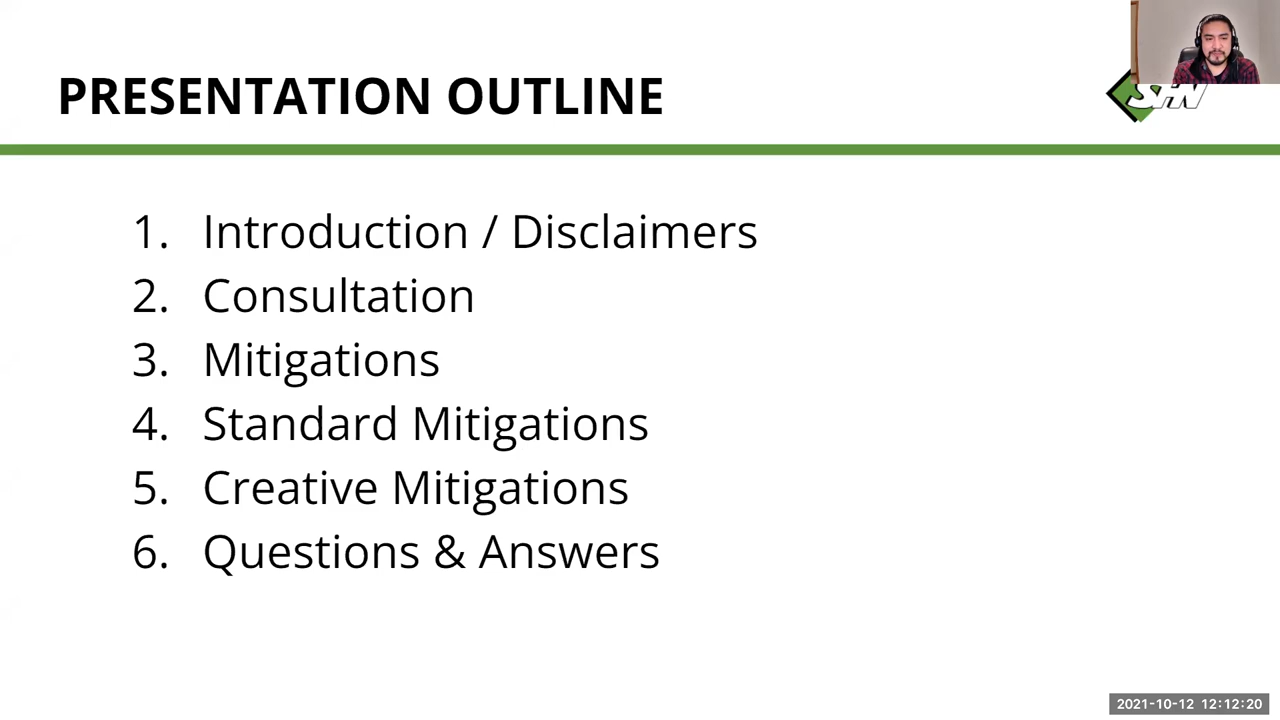 PRESENTATION OUTLINE
SHN
1. Introduction / Disclaimers
2. Consultation
3. Mitigations
4. Standard Mitigations
5. Creative Mitigations
6. Questions & Answers
2021-10-12 12:12:20